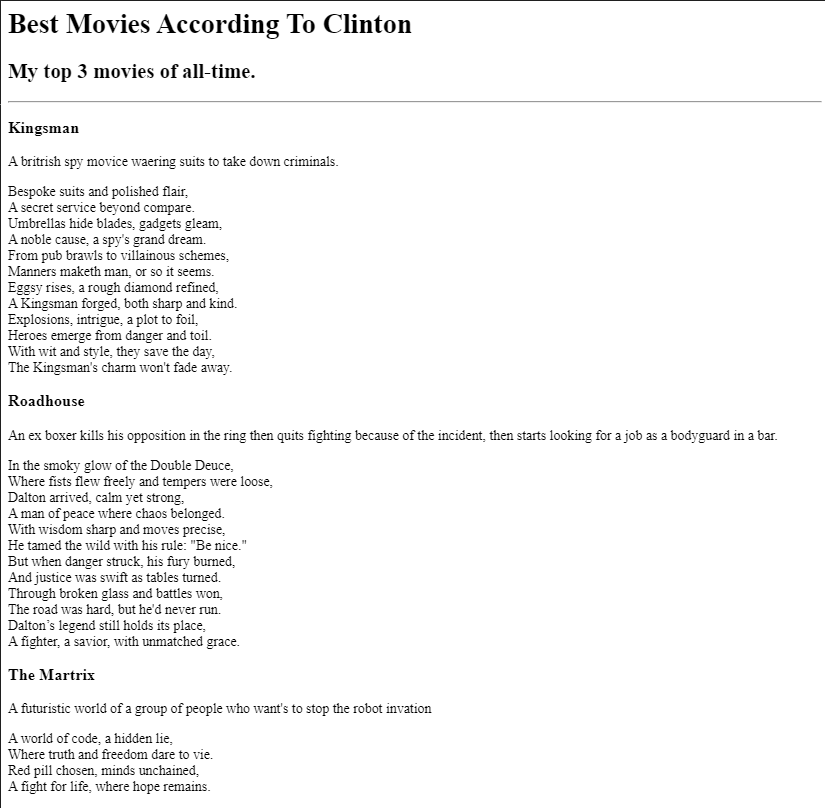 Best Movies According To Clinton
My top 3 movies of all-time.
Kingsman
A britrish spy movice waering suits to take down criminals.
Bespoke suits and polished flair,
A secret service beyond compare.
Umbrellas hide blades, gadgets gleam,
A noble cause, a spy's grand dream.
From pub brawls to villainous schemes,
Manners maketh man, or so it seems.
Eggsy rises, a rough diamond refined,
A Kingsman forged, both sharp and kind.
Explosions, intrigue, a plot to foil,
Heroes emerge from danger and toil.
With wit and style, they save the day,
The Kingsman's charm won't fade away.
Roadhouse
An ex boxer kills his opposition in the ring then quits fighting because of the incident, then starts looking for a job as a bodyguard in a bar.
In the smoky glow of the Double Deuce,
Where fists flew freely and tempers were loose,
Dalton arrived, calm yet strong,
A man of peace where chaos belonged.
With wisdom sharp and moves precise,
He tamed the wild with his rule: "Be nice."
But when danger struck, his fury burned,
And justice was swift as tables turned.
Through broken glass and battles won,
The road was hard, but he'd never run.
Dalton’s legend still holds its place,
A fighter, a savior, with unmatched grace.
The Martrix
A futuristic world of a group of people who want's to stop the robot invation
A world of code, a hidden lie,
Where truth and freedom dare to vie.
Red pill chosen, minds unchained,
A fight for life, where hope remains.